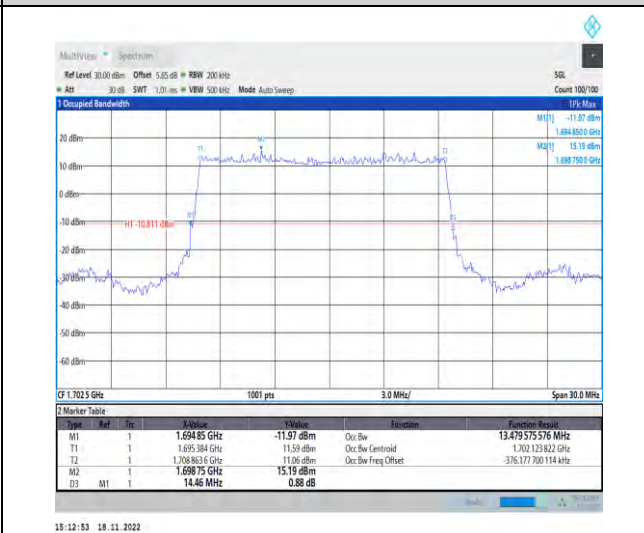 MultiView Spectrum
Ref Level 30.00 dBm Offset 5.65 dB RBW 200 kHz SGL
Att 30 dB SWT 1.01 ms VBW 500 kHz Mode Auto Sweep Count 100/100
1 Occupied Bandwidth 1Pk Max
M1[1] -11.97 dBm
1.694 850 0 GHz
M2[1] 15.19 dBm
1.698 750 0 GHz
20 dBm
T1 M2 T2
10 dBm
0 dBm
-10 dBm
H1 -10.811 dBm
M1 D3
-20 dBm
-30 dBm
-40 dBm
-50 dBm
-60 dBm
CF 1.702 5 GHz 1001 pts 3.0 MHz/ Span 30.0 MHz
2 Marker Table
Type Ref Trc X-Value Y-Value Function Function Result
M1 1 1.694 85 GHz -11.97 dBm Occ Bw 13.479 575 576 MHz
T1 1 1.695 384 GHz 11.59 dBm Occ Bw Centroid 1.702 123 822 GHz
T2 1 1.708 863 6 GHz 11.06 dBm Occ Bw Freq Offset -376.177 700 114 kHz
M2 1 1.698 75 GHz 15.19 dBm
D3 M1 1 14.46 MHz 0.88 dB
15:12:53 18.11.2022